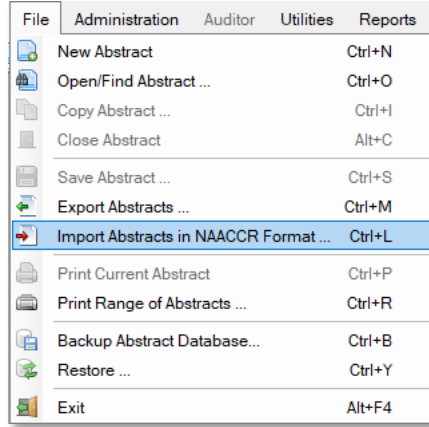 File Administration Auditor Utilities Reports
New Abstract Ctrl+N
Open/Find Abstract ... Ctrl+O
Copy Abstract ... Ctrl+I
Close Abstract Alt+C
Save Abstract ... Ctrl+S
Export Abstracts ... Ctrl+M
Import Abstracts in NAACCR Format ... Ctrl+L
Print Current Abstract Ctrl+P
Print Range of Abstracts ... Ctrl+R
Backup Abstract Database... Ctrl+B
Restore ... Ctrl+Y
Exit Alt+F4